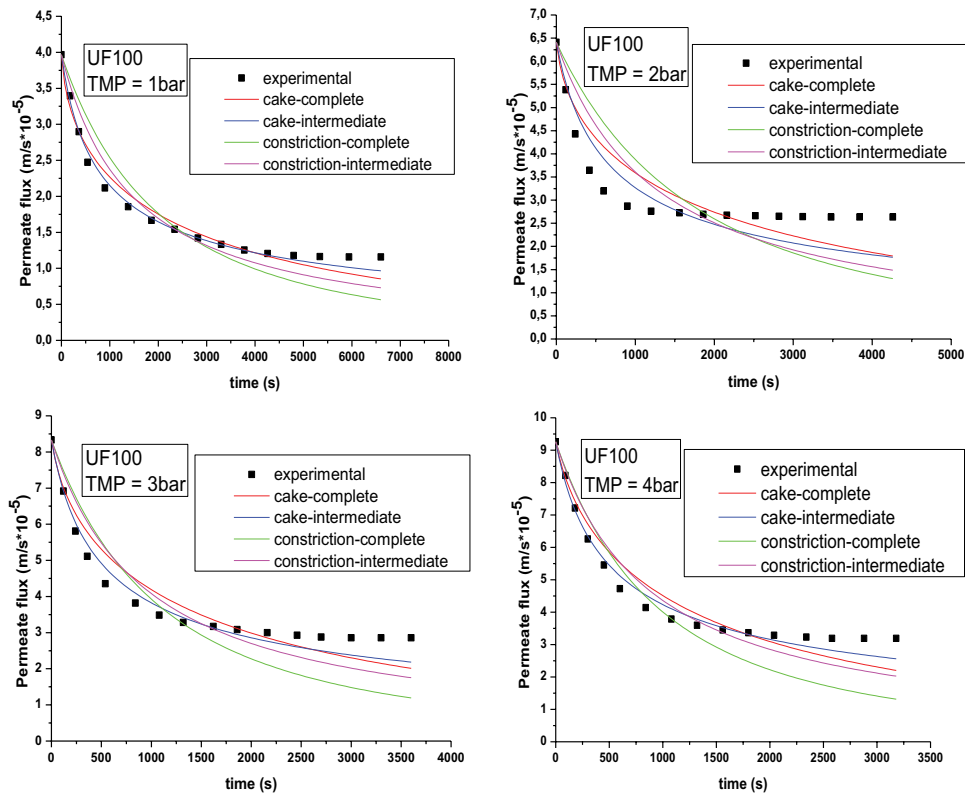 UF100
TMP = 1bar
experimental
cake-complete
cake-intermediate
constriction-complete
constriction-intermediate
Permeate flux (m/s*10^-5)
4,5
4,0
3,5
3,0
2,5
2,0
1,5
1,0
0,5
0,0
0 1000 2000 3000 4000 5000 6000 7000 8000
time (s)
UF100
TMP = 2bar
experimental
cake-complete
cake-intermediate
constriction-complete
constriction-intermediate
Permeate flux (m/s*10^-5)
7,0
6,5
6,0
5,5
5,0
4,5
4,0
3,5
3,0
2,5
2,0
1,5
1,0
0,5
0,0
0 1000 2000 3000 4000 5000
time (s)
UF100
TMP = 3bar
experimental
cake-complete
cake-intermediate
constriction-complete
constriction-intermediate
Permeate flux (m/s*10^-5)
9
8
7
6
5
4
3
2
1
0
0 500 1000 1500 2000 2500 3000 3500 4000
time (s)
UF100
TMP = 4bar
experimental
cake-complete
cake-intermediate
constriction-complete
constriction-intermediate
Permeate flux (m/s*10^-5)
10
9
8
7
6
5
4
3
2
1
0
0 500 1000 1500 2000 2500 3000 3500
time (s)